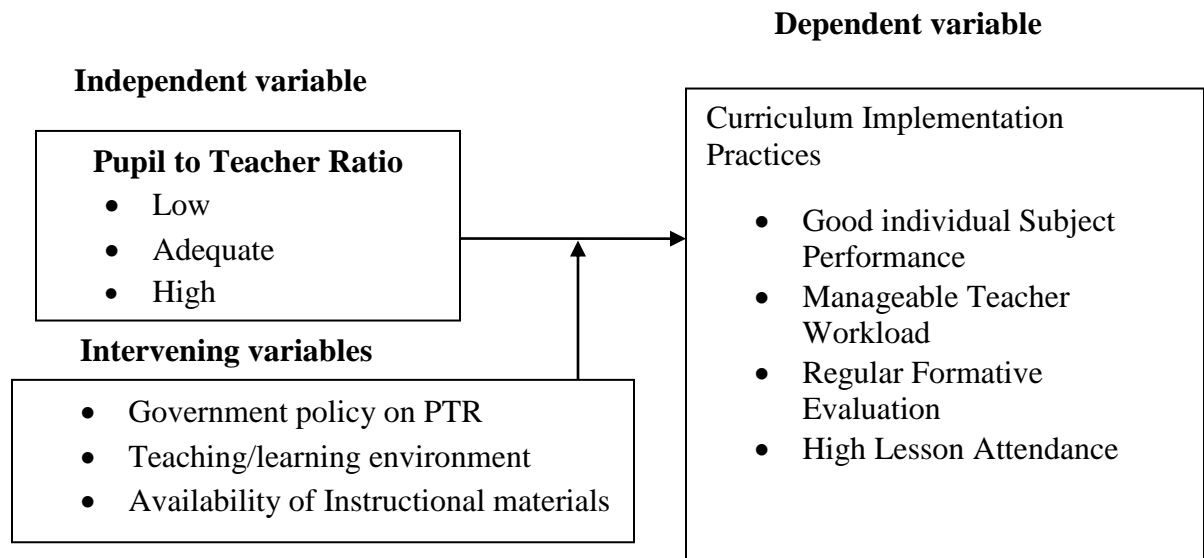 Independent variable
Pupil to Teacher Ratio
• Low
• Adequate
• High
Intervening variables
• Government policy on PTR
• Teaching/learning environment
• Availability of Instructional materials
Dependent variable
Curriculum Implementation
Practices
• Good individual Subject
Performance
• Manageable Teacher
Workload
• Regular Formative
Evaluation
• High Lesson Attendance